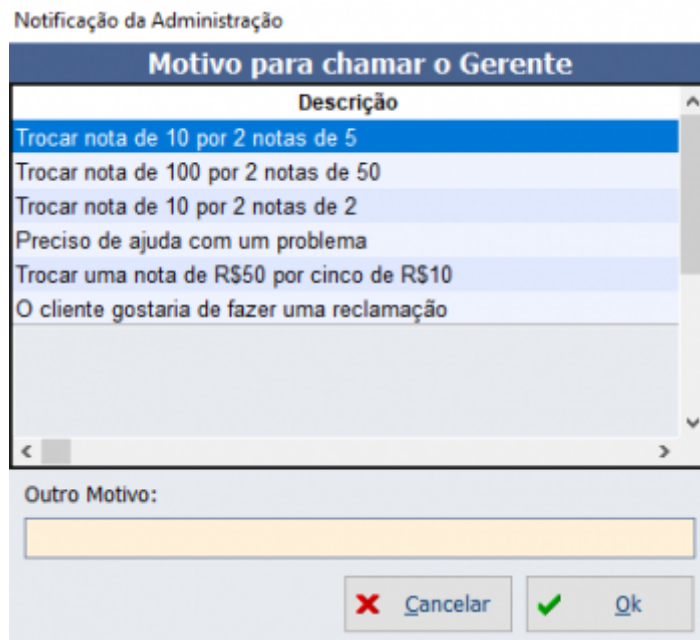 Notificação da Administração
Motivo para chamar o Gerente
Descrição
Trocar nota de 10 por 2 notas de 5
Trocar nota de 100 por 2 notas de 50
Trocar nota de 10 por 2 notas de 2
Preciso de ajuda com um problema
Trocar uma nota de R$50 por cinco de R$10
O cliente gostaria de fazer uma reclamação
Outro Motivo:
Cancelar
Ok